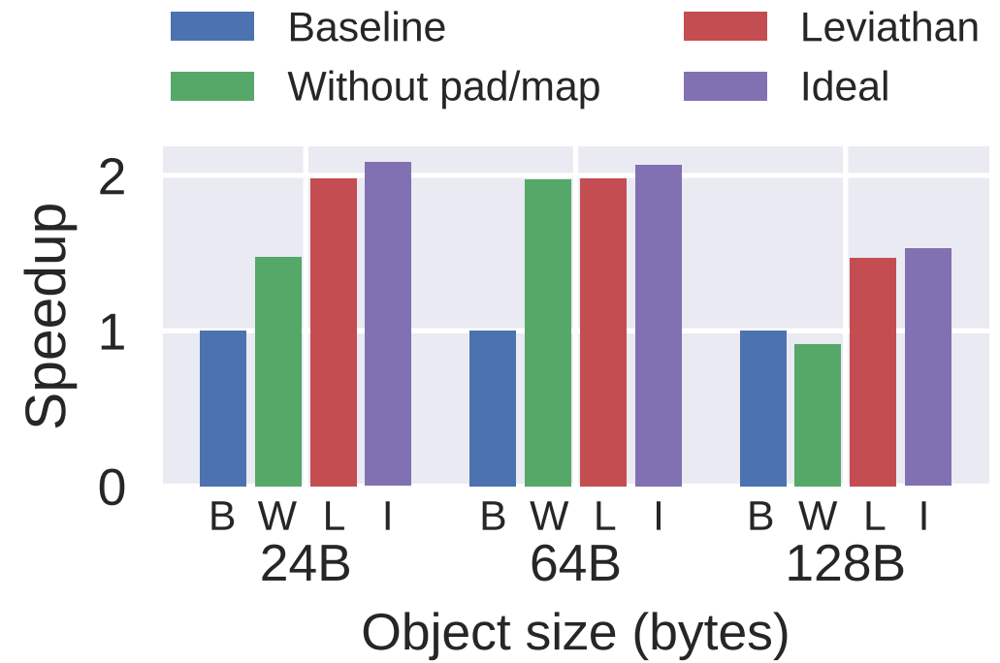 Baseline Leviathan
Without pad/map Ideal
2
1
0
Speedup
B W L I B W L I B W L I
24B 64B 128B
Object size (bytes)